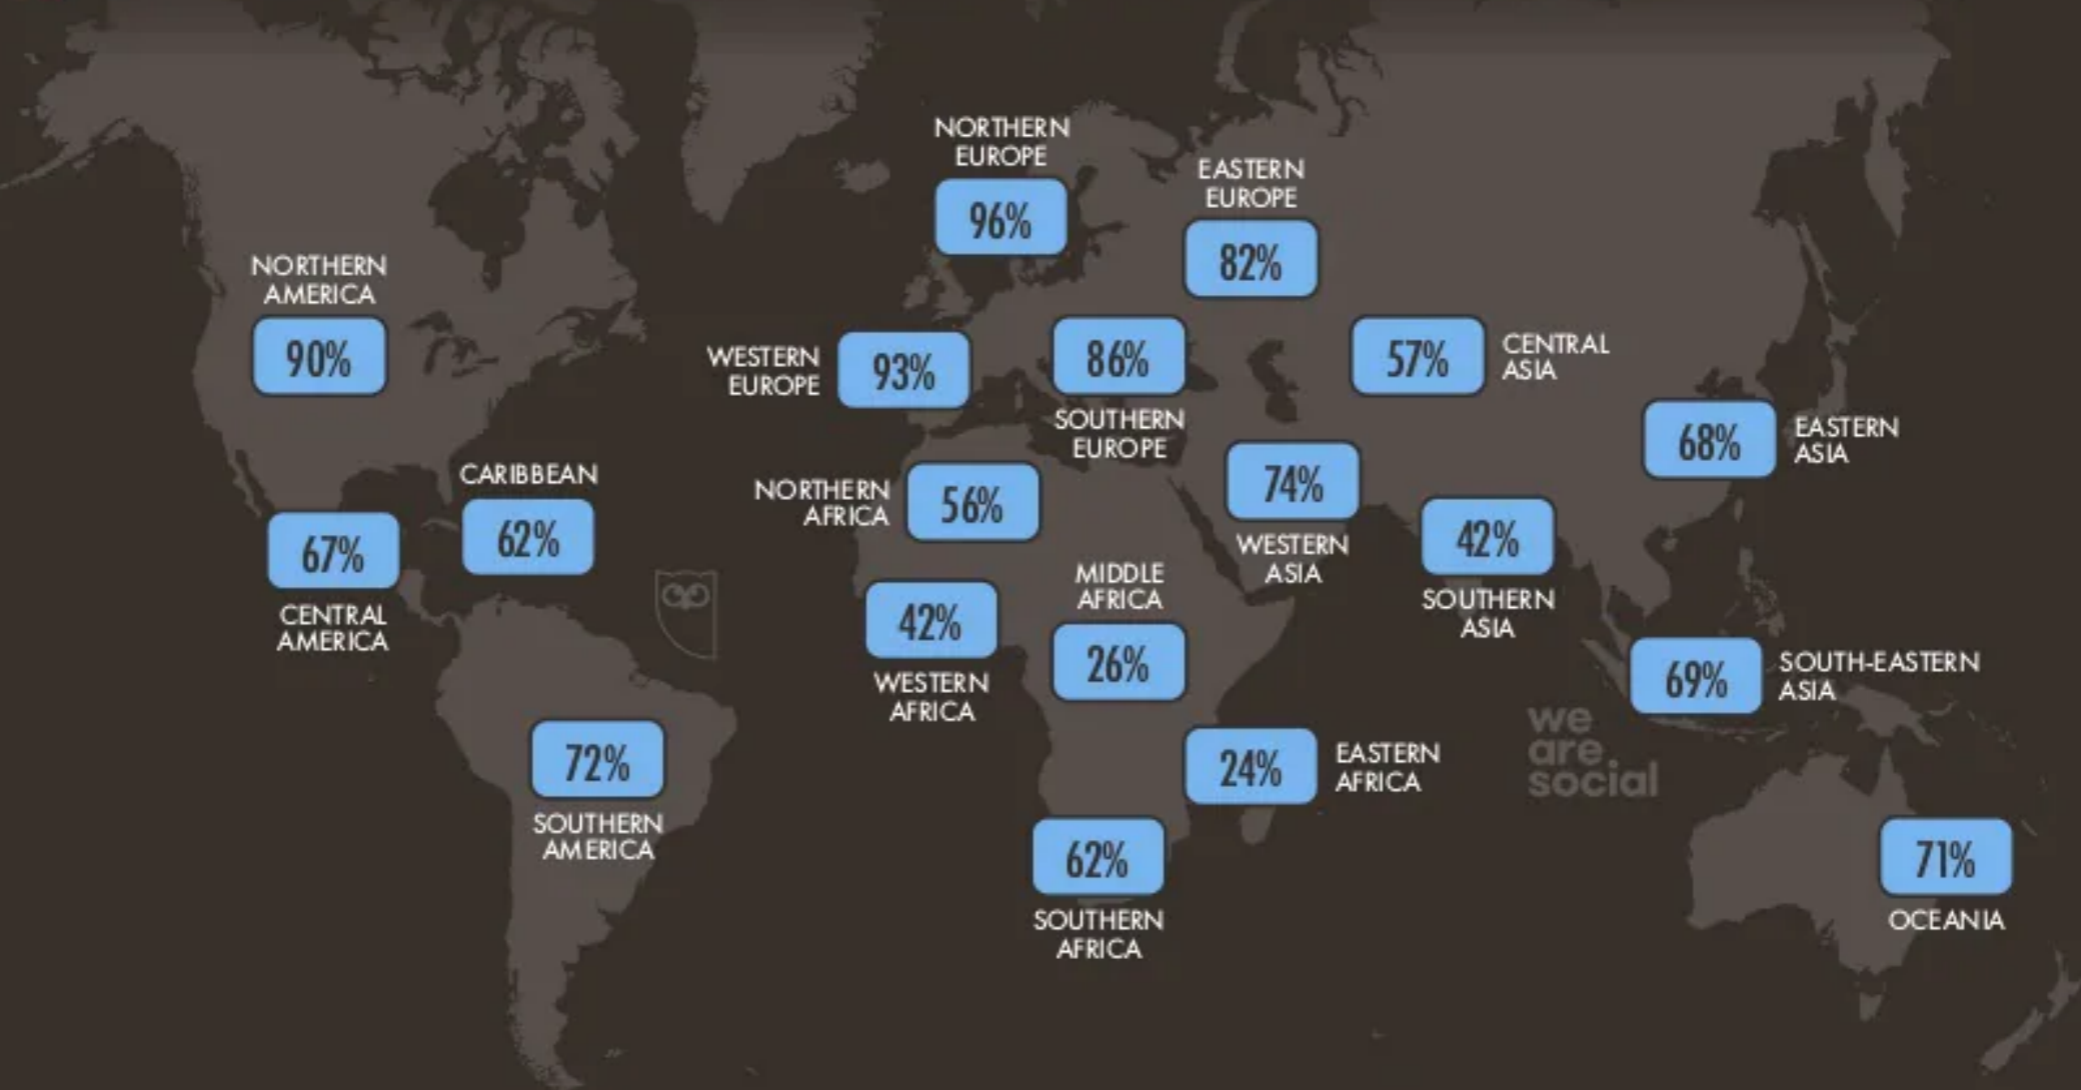 NORTHERN
AMERICA
90%
CARIBBEAN
62%
67%
CENTRAL
AMERICA
72%
SOUTHERN
AMERICA
NORTHERN
EUROPE
96%
EASTERN
EUROPE
82%
WESTERN
EUROPE
93%
86%
SOUTHERN
EUROPE
57%
CENTRAL
ASIA
68%
EASTERN
ASIA
NORTHERN
AFRICA
56%
74%
WESTERN
ASIA
42%
SOUTHERN
ASIA
42%
WESTERN
AFRICA
MIDDLE
AFRICA
26%
69%
SOUTH-EASTERN
ASIA
we
are
social
24%
EASTERN
AFRICA
62%
SOUTHERN
AFRICA
71%
OCEANIA